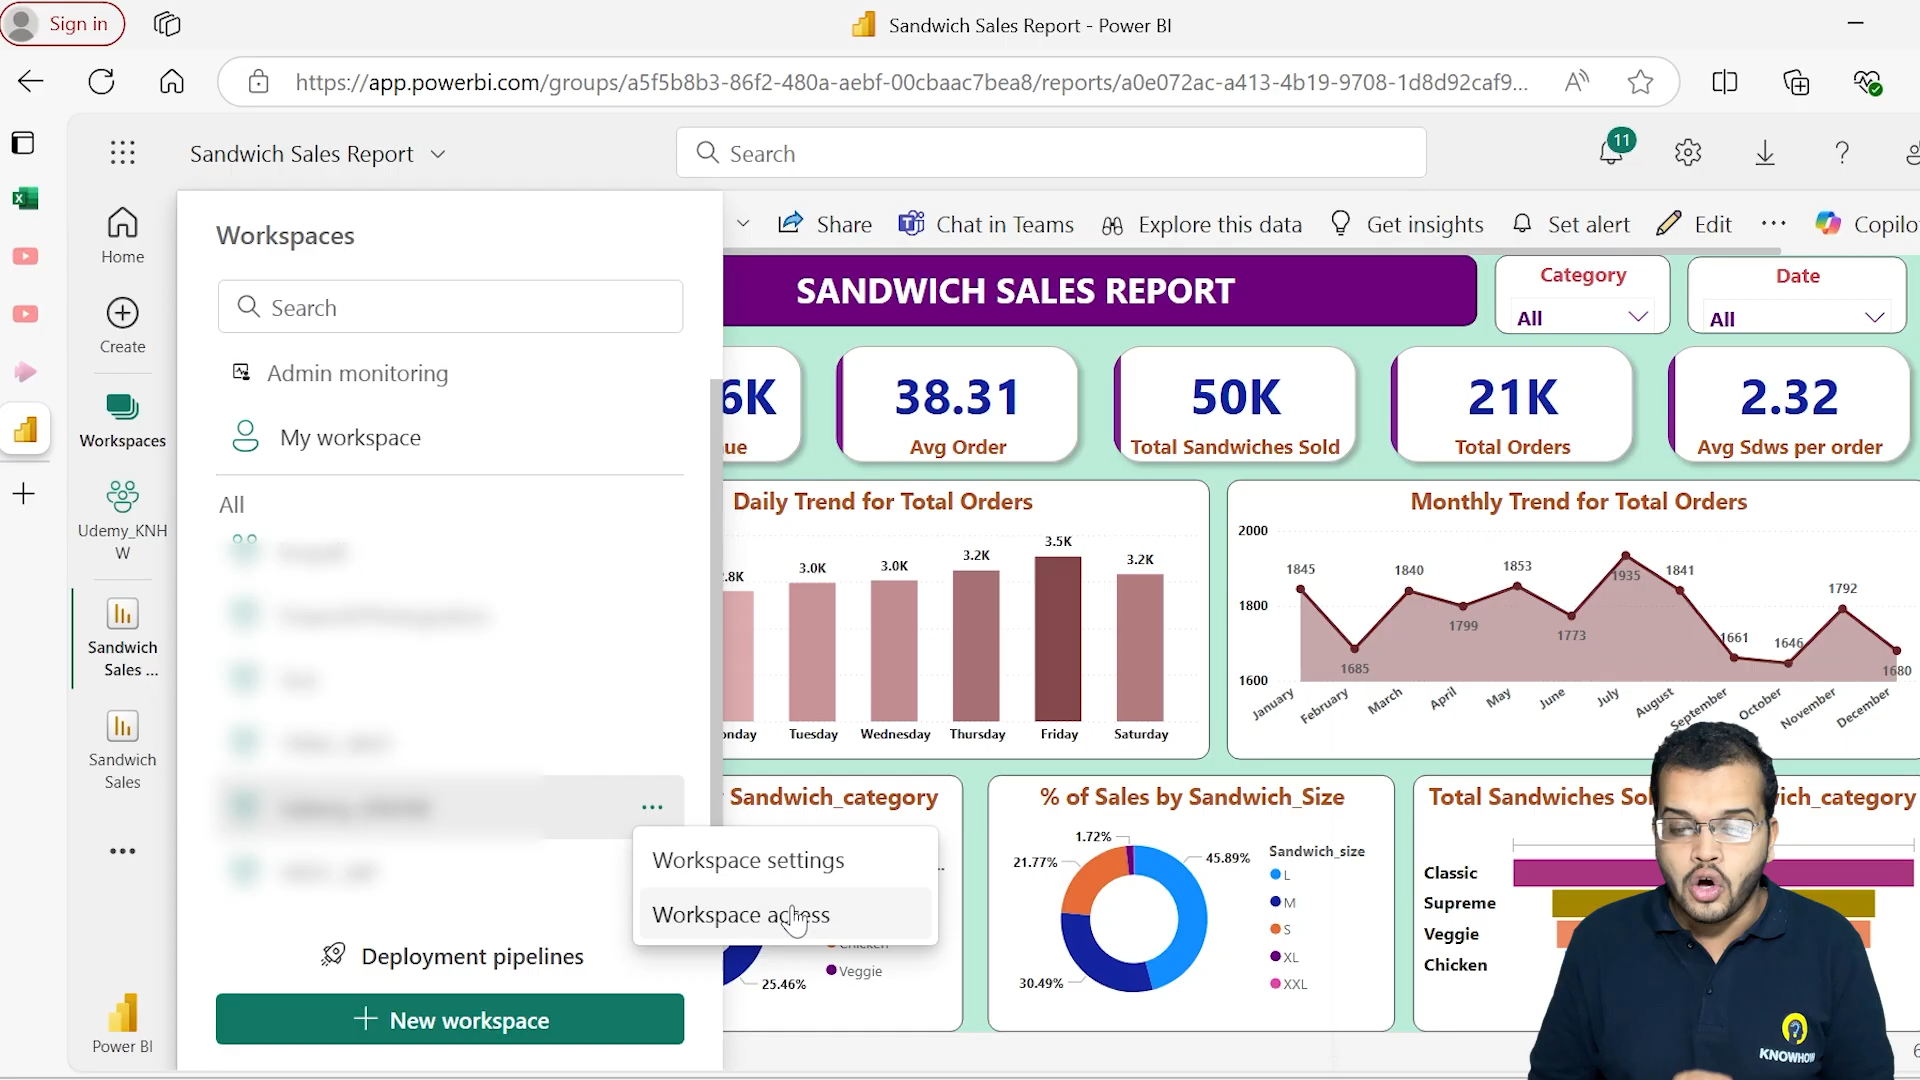 Sign in
Sandwich Sales Report - Power BI
https://app.powerbi.com/groups/a5f5b8b3-86f2-480a-aebf-00cbaac7bea8/reports/a0e072ac-a413-4b19-9708-1d8d92caf9...
Sandwich Sales Report
Search
11
Home
Create
Workspaces
Udemy_KNH
W
Sandwich
Sales ...
Sandwich
Sales
Power BI
Workspaces
Search
Admin monitoring
My workspace
All
Workspace settings
Workspace access
Deployment pipelines
New workspace
Share
Chat in Teams
Explore this data
Get insights
Set alert
Edit
Copilo
SANDWICH SALES REPORT
Category
All
Date
All
6K
ue
38.31
Avg Order
50K
Total Sandwiches Sold
21K
Total Orders
2.32
Avg Sdws per order
Daily Trend for Total Orders
.8K
3.0K
3.0K
3.2K
3.5K
3.2K
onday
Tuesday
Wednesday
Thursday
Friday
Saturday
Monthly Trend for Total Orders
2000
1800
1600
1845
1685
1840
1799
1853
1773
1935
1841
1661
1646
1792
1680
January
February
March
April
May
June
July
August
September
October
November
December
Sandwich_category
Chicken
Veggie
25.46%
% of Sales by Sandwich_Size
1.72%
21.77%
45.89%
30.49%
Sandwich_size
L
M
S
XL
XXL
Total Sandwiches So
ich_category
Classic
Supreme
Veggie
Chicken
KNOWHOW